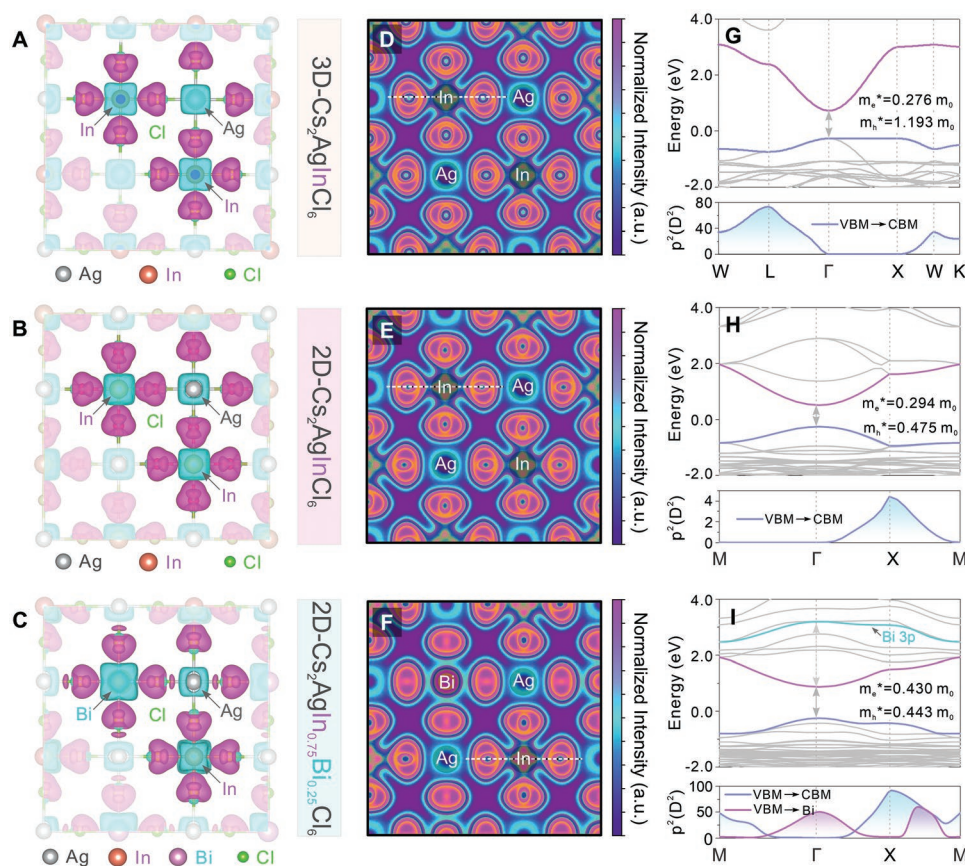 A
In
Cl
Ag
In
Ag In Cl
3D-Cs₂AgInCl₆
D
In Ag
Ag In
Normalized Intensity (a.u.)
G
Energy (eV)
4.0
2.0
0.0
-2.0
mₑ*=0.276 m₀
mₕ*=1.193 m₀
p²(D²)
80
40
0
VBM→CBM
W L Γ X W K
B
In
Cl
Ag
In
Ag In Cl
2D-Cs₂AgInCl₆
E
In Ag
Ag In
Normalized Intensity (a.u.)
H
Energy (eV)
4.0
2.0
0.0
-2.0
mₑ*=0.294 m₀
mₕ*=0.475 m₀
p²(D²)
4
2
0
VBM→CBM
M Γ X M
C
Bi
Cl
Ag
In
Ag In Bi Cl
2D-Cs₂AgIn₀.₇₅Bi₀.₂₅Cl₆
F
Bi Ag
Ag In
Normalized Intensity (a.u.)
I
Energy (eV)
4.0
2.0
0.0
-2.0
Bi 3p
mₑ*=0.430 m₀
mₕ*=0.443 m₀
p²(D²)
100
50
0
VBM→CBM
VBM→Bi
M Γ X M